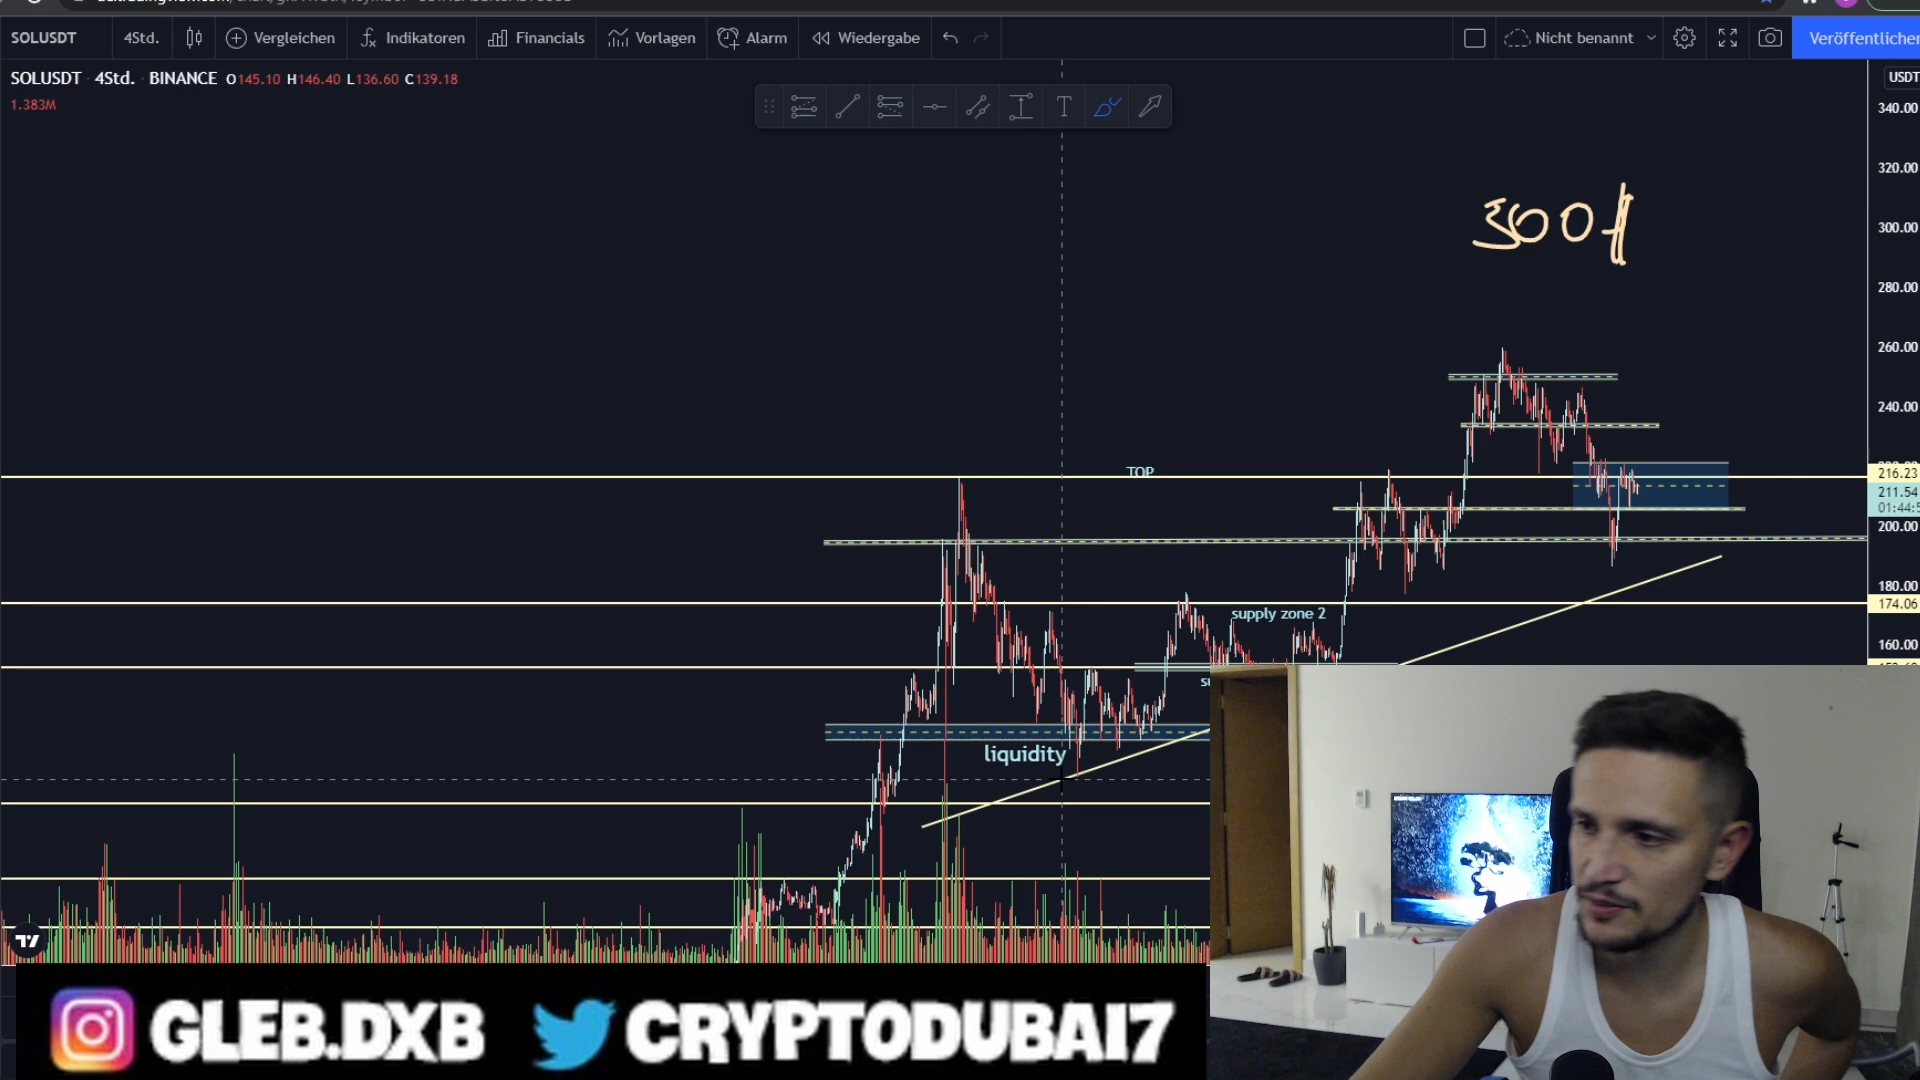 SOLUSDT 4Std. Vergleichen Indikatoren Financials Vorlagen Alarm Wiedergabe Nicht benannt Veröffentlichen
SOLUSDT · 4Std. · BINANCE O145.10 H146.40 L136.60 C139.18
1.383M
USDT
340.00
320.00
300$
300.00
280.00
260.00
240.00
TOP
216.23
211.54
01:44:5
200.00
180.00
174.06
supply zone 2
160.00
liquidity
GLEB.DXB CRYPTODUBAI7